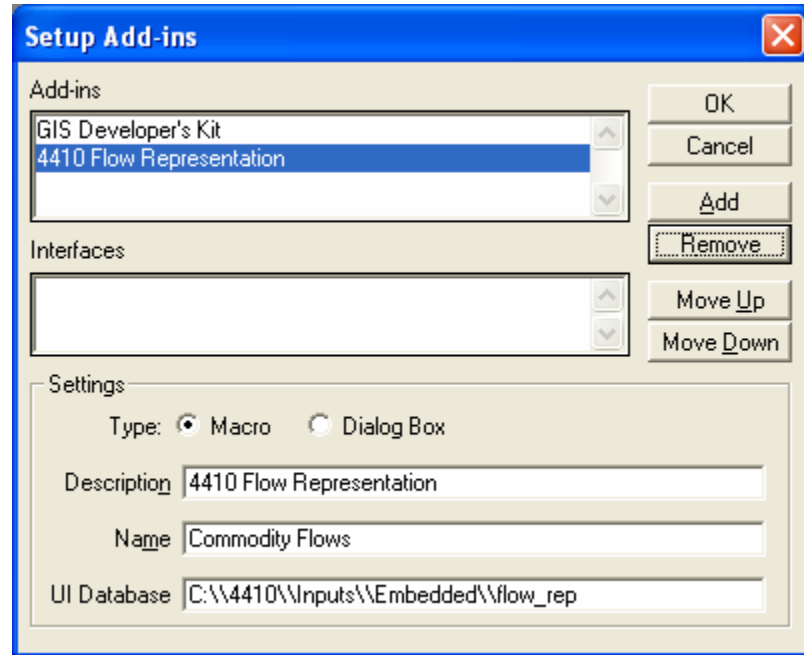 Setup Add-ins
Add-ins
OK
GIS Developer's Kit
4410 Flow Representation
Cancel
Add
Interfaces
Remove
Move Up
Move Down
Settings
Type: Macro Dialog Box
Description 4410 Flow Representation
Name Commodity Flows
UI Database C:\\4410\\Inputs\\Embedded\\flow_rep